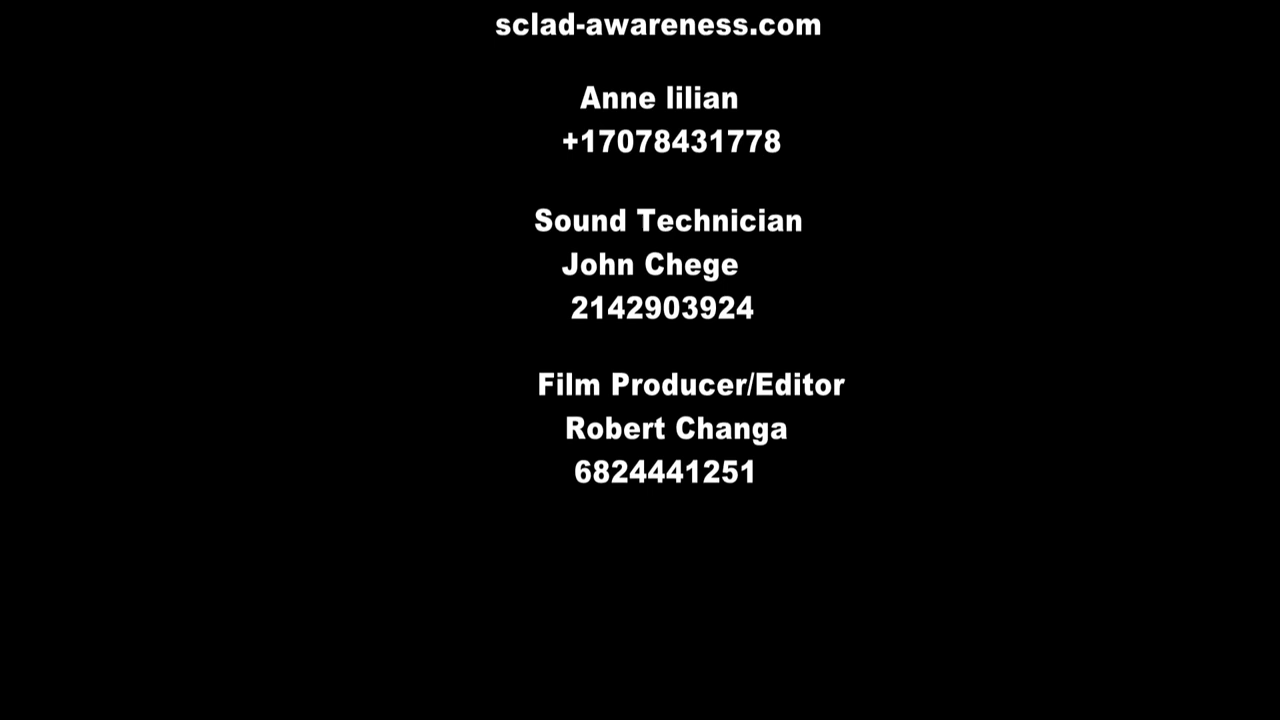 sclad-awareness.com
Anne lilian
+17078431778
Sound Technician
John Chege
2142903924
Film Producer/Editor
Robert Changa
6824441251